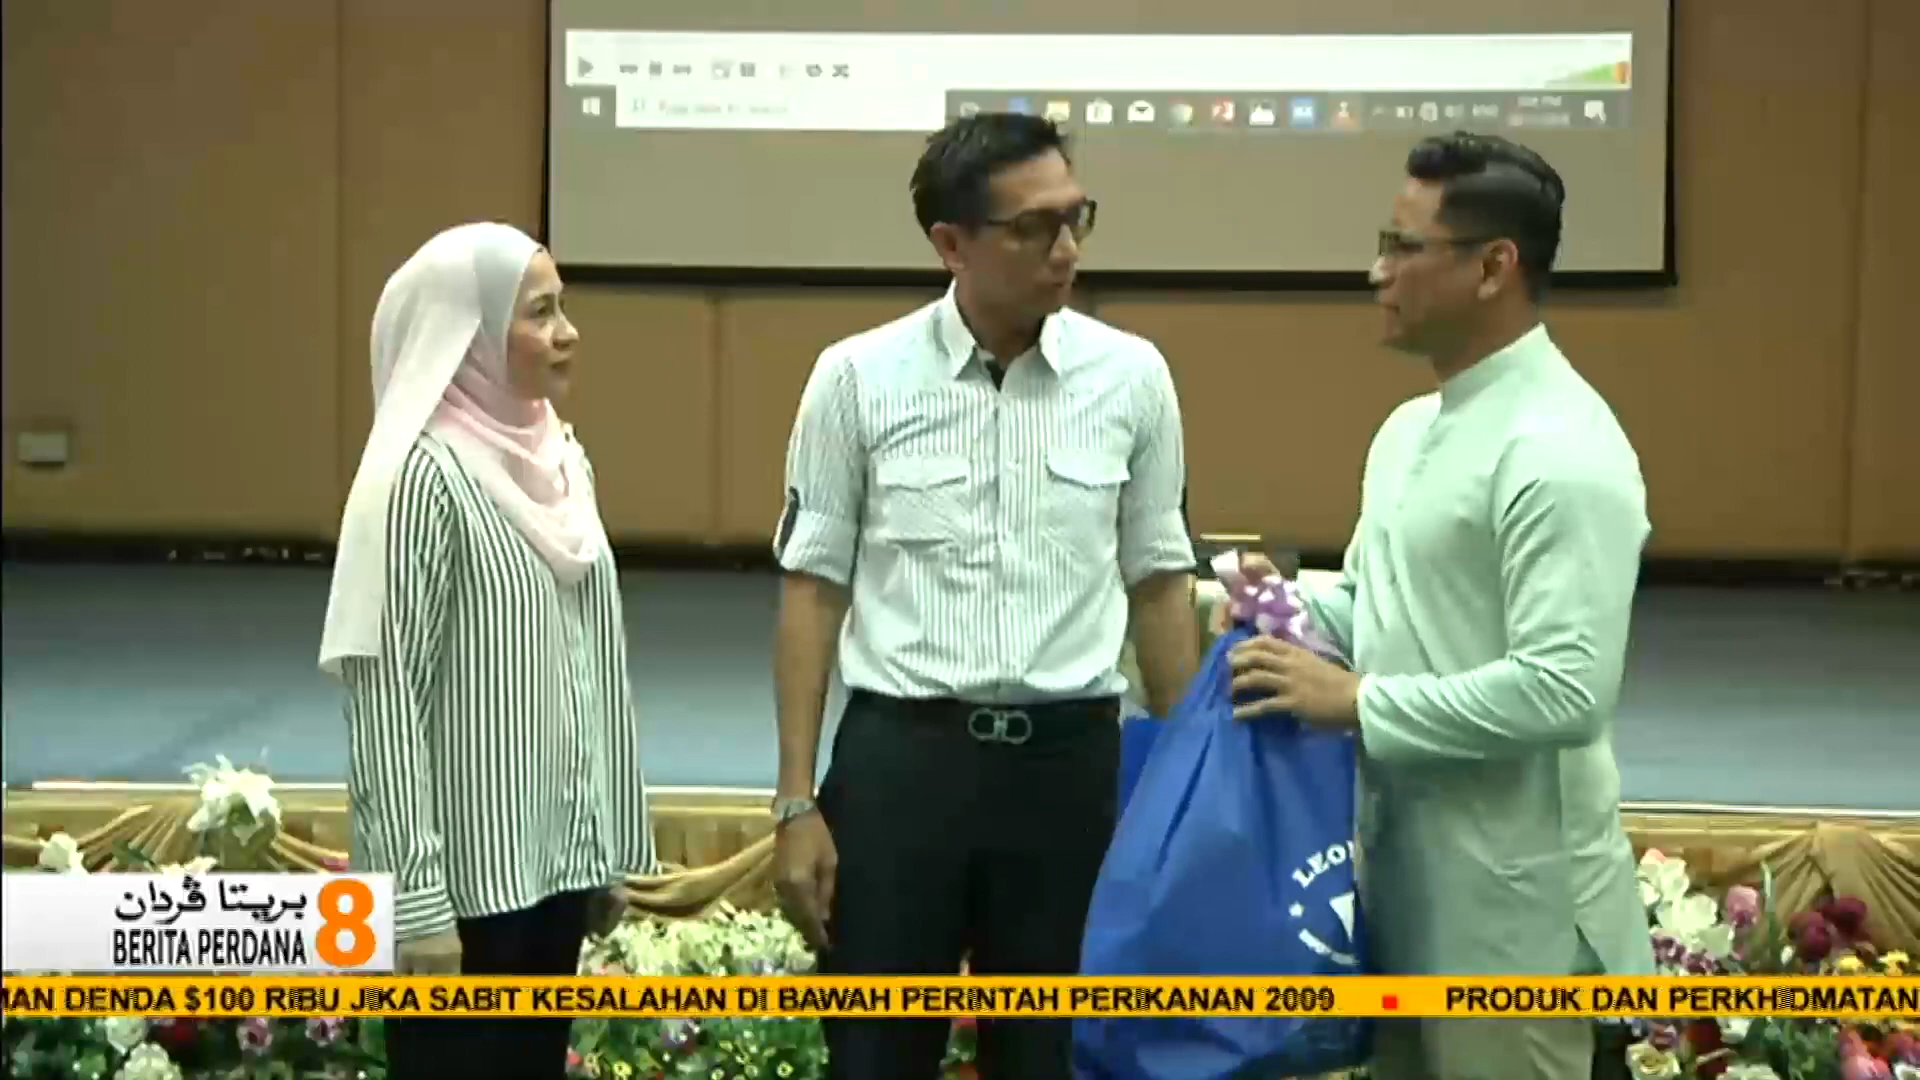 بريتا ڤردان
BERITA PERDANA
8
LEO
MAN DENDA $100 RIBU JIKA SABIT KESALAHAN DI BAWAH PERINTAH PERIKANAN 2009 ▪ PRODUK DAN PERKHIDMATAN